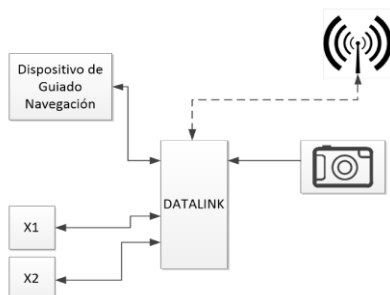 Dispositivo de
Guiado
Navegación
DATALINK
X1
X2